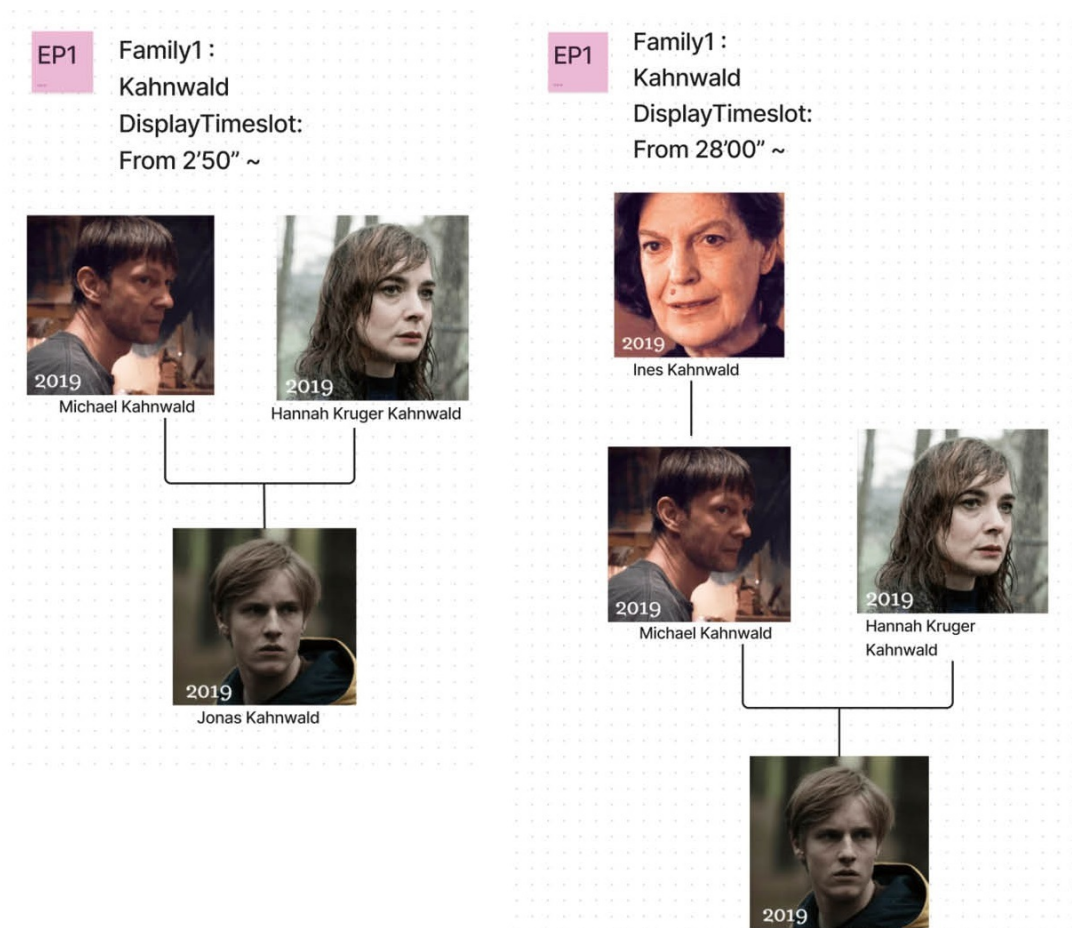 EP1
Family1 :
Kahnwald
DisplayTimeslot:
From 2'50” ~
2019
Michael Kahnwald
2019
Hannah Kruger Kahnwald
2019
Jonas Kahnwald
EP1
Family1 :
Kahnwald
DisplayTimeslot:
From 28'00” ~
2019
Ines Kahnwald
2019
Michael Kahnwald
2019
Hannah Kruger
Kahnwald
2019